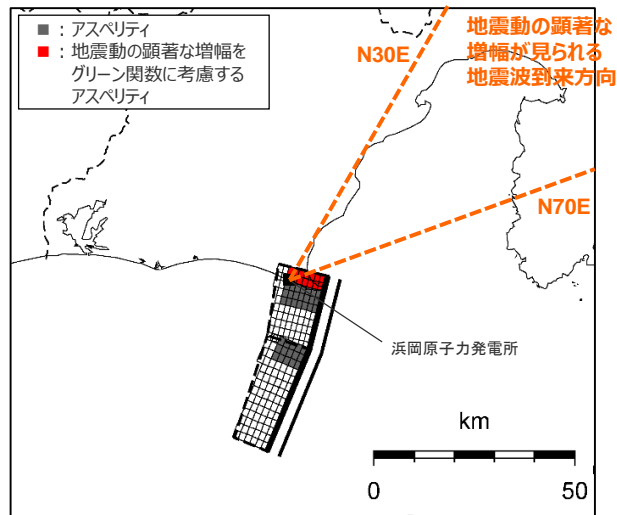 ：アスペリティ
：地震動の顕著な増幅を
グリーン関数に考慮する
アスペリティ
地震動の顕著な
増幅が見られる
地震波到来方向
N30E
N70E
浜岡原子力発電所
km
0
50